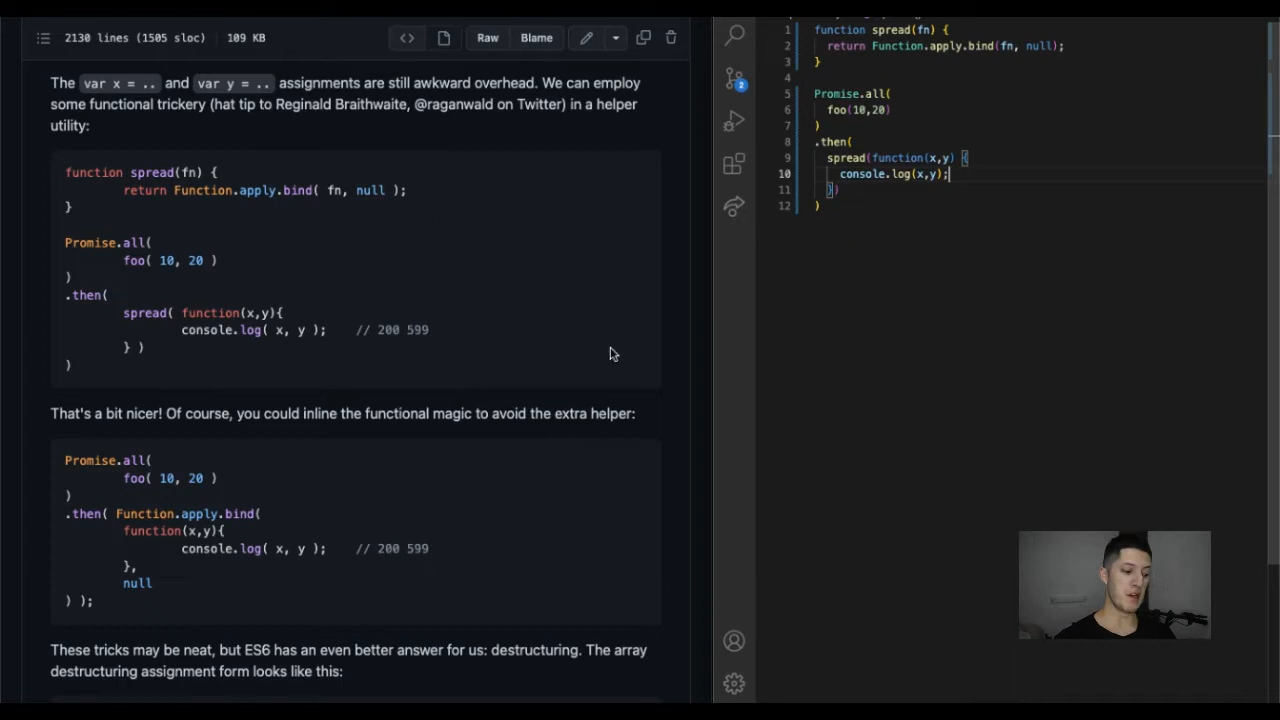 2130 lines (1505 sloc) 109 KB
Raw
Blame
The var x = .. and var y = .. assignments are still awkward overhead. We can employ
some functional trickery (hat tip to Reginald Braithwaite, @raganwald on Twitter) in a helper
utility:
function spread(fn) {
return Function.apply.bind( fn, null );
}
Promise.all(
foo( 10, 20 )
)
.then(
spread( function(x,y){
console.log( x, y ); // 200 599
} )
)
That's a bit nicer! Of course, you could inline the functional magic to avoid the extra helper:
Promise.all(
foo( 10, 20 )
)
.then( Function.apply.bind(
function(x,y){
console.log( x, y ); // 200 599
},
null
) );
These tricks may be neat, but ES6 has an even better answer for us: destructuring. The array
destructuring assignment form looks like this:
2
1 function spread(fn) {
2 return Function.apply.bind(fn, null);
3 }
4
5 Promise.all(
6 foo(10,20)
7 )
8 .then(
9 spread(function(x,y) {
10 console.log(x,y);
11 })
12 )